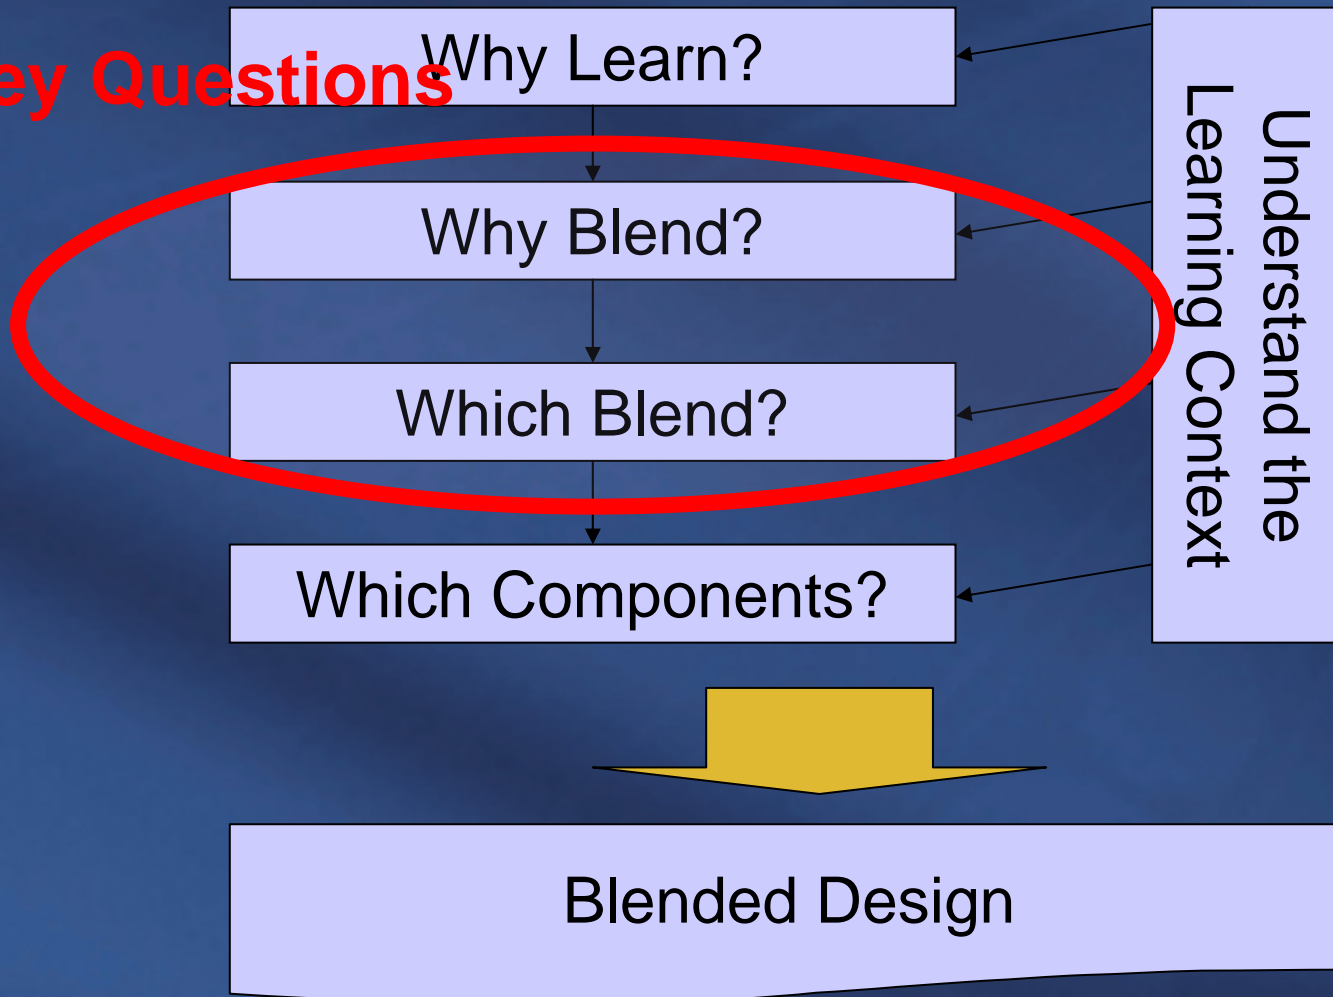 ey Questions
Why Learn?
Why Blend?
Which Blend?
Which Components?
Understand the
Learning Context
Blended Design